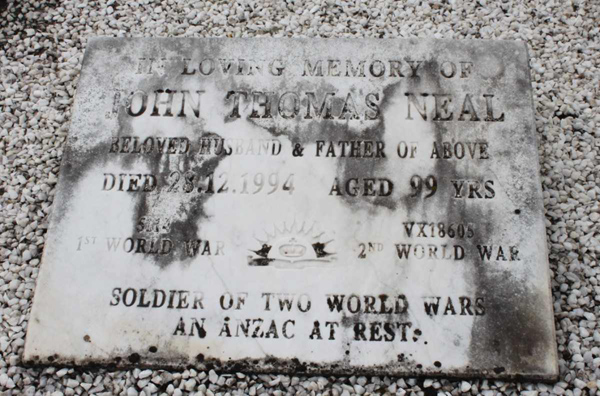 IN LOVING MEMORY OF
JOHN THOMAS NEAL
BELOVED HUSBAND & FATHER OF ABOVE
DIED 28.12.1994 AGED 99 YRS
VX18605
1ST WORLD WAR 2ND WORLD WAR
SOLDIER OF TWO WORLD WARS
AN ANZAC AT REST.